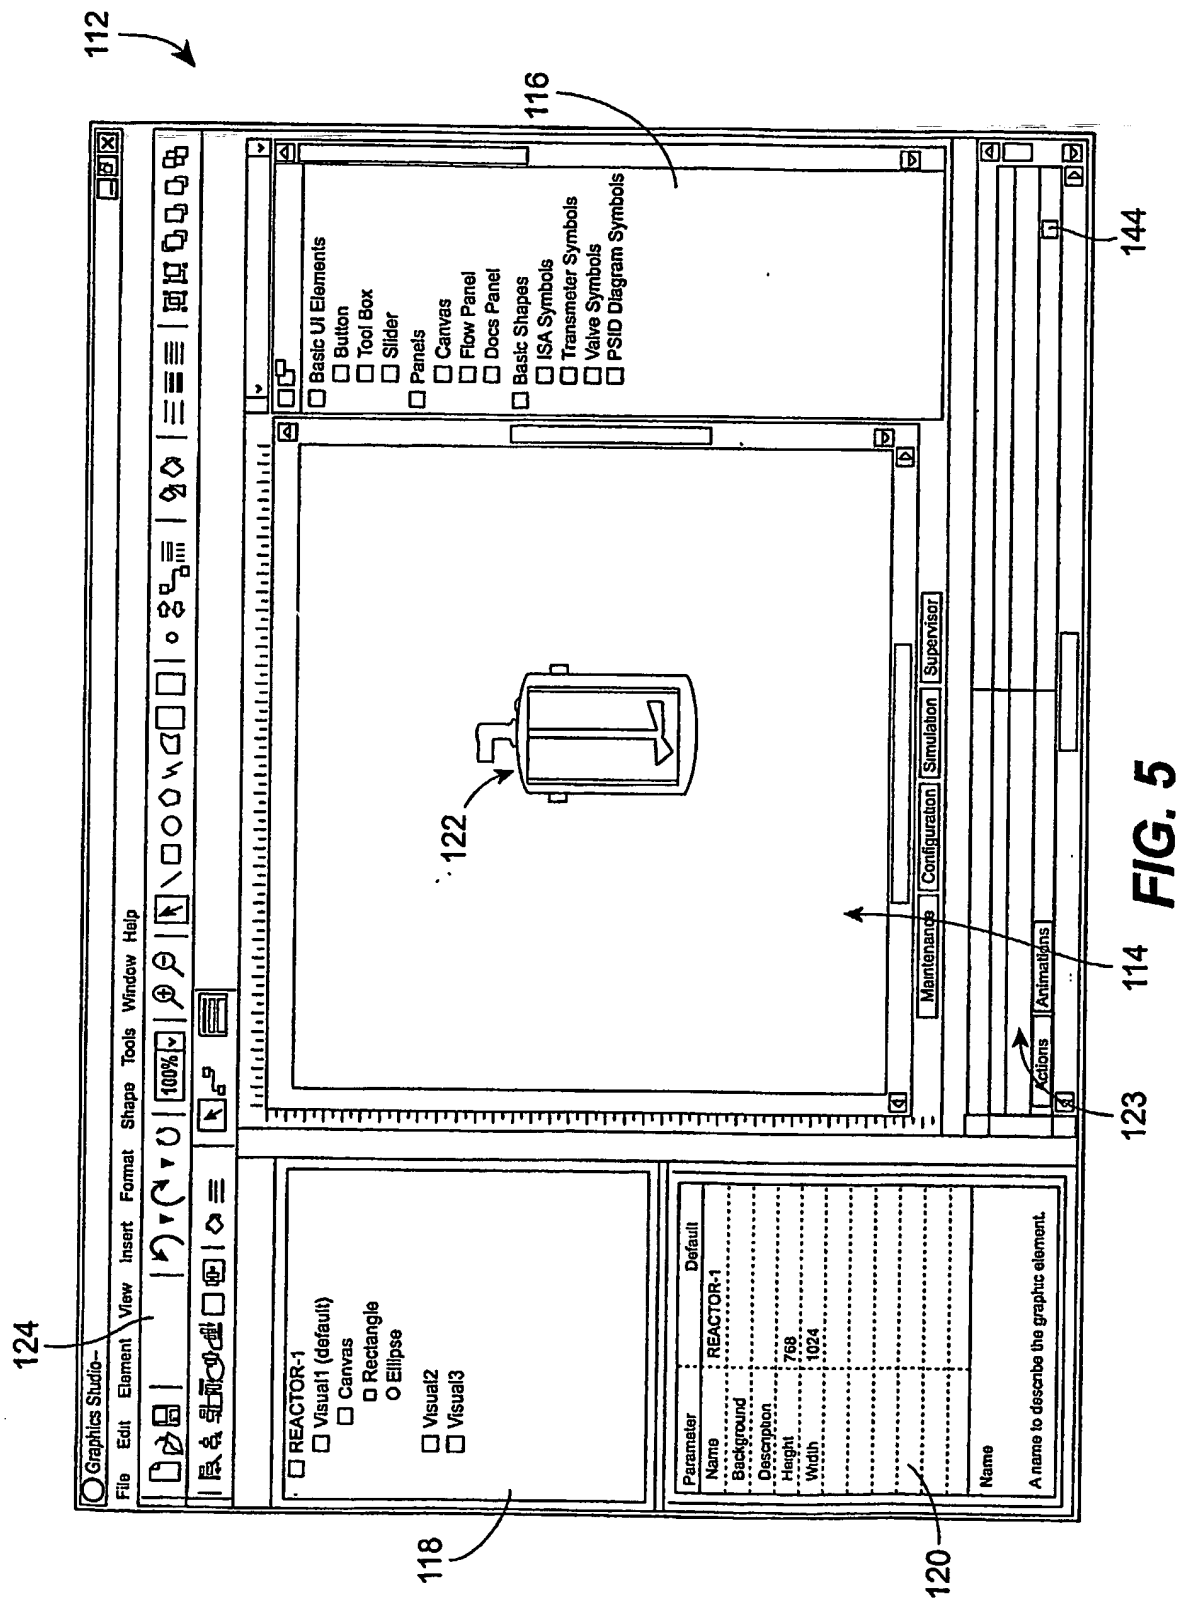 112
124
Graphics Studio–
File Edit Element View Insert Format Shape Tools Window Help
100%
118
REACTOR-1
Visual1 (default)
Canvas
Rectangle
Ellipse
Visual2
Visual3
122
Basic UI Elements
Button
Tool Box
Slider
Panels
Canvas
Flow Panel
Docs Panel
Basic Shapes
ISA Symbols
Transmeter Symbols
Valve Symbols
PSID Diagram Symbols
116
Maintenance Configuration Simulation Supervisor
120
Parameter Default
Name REACTOR-1
Background
Description
Height 768
Width 1024
Name
A name to describe the graphic element.
Actions Animations
123
114
144
FIG. 5